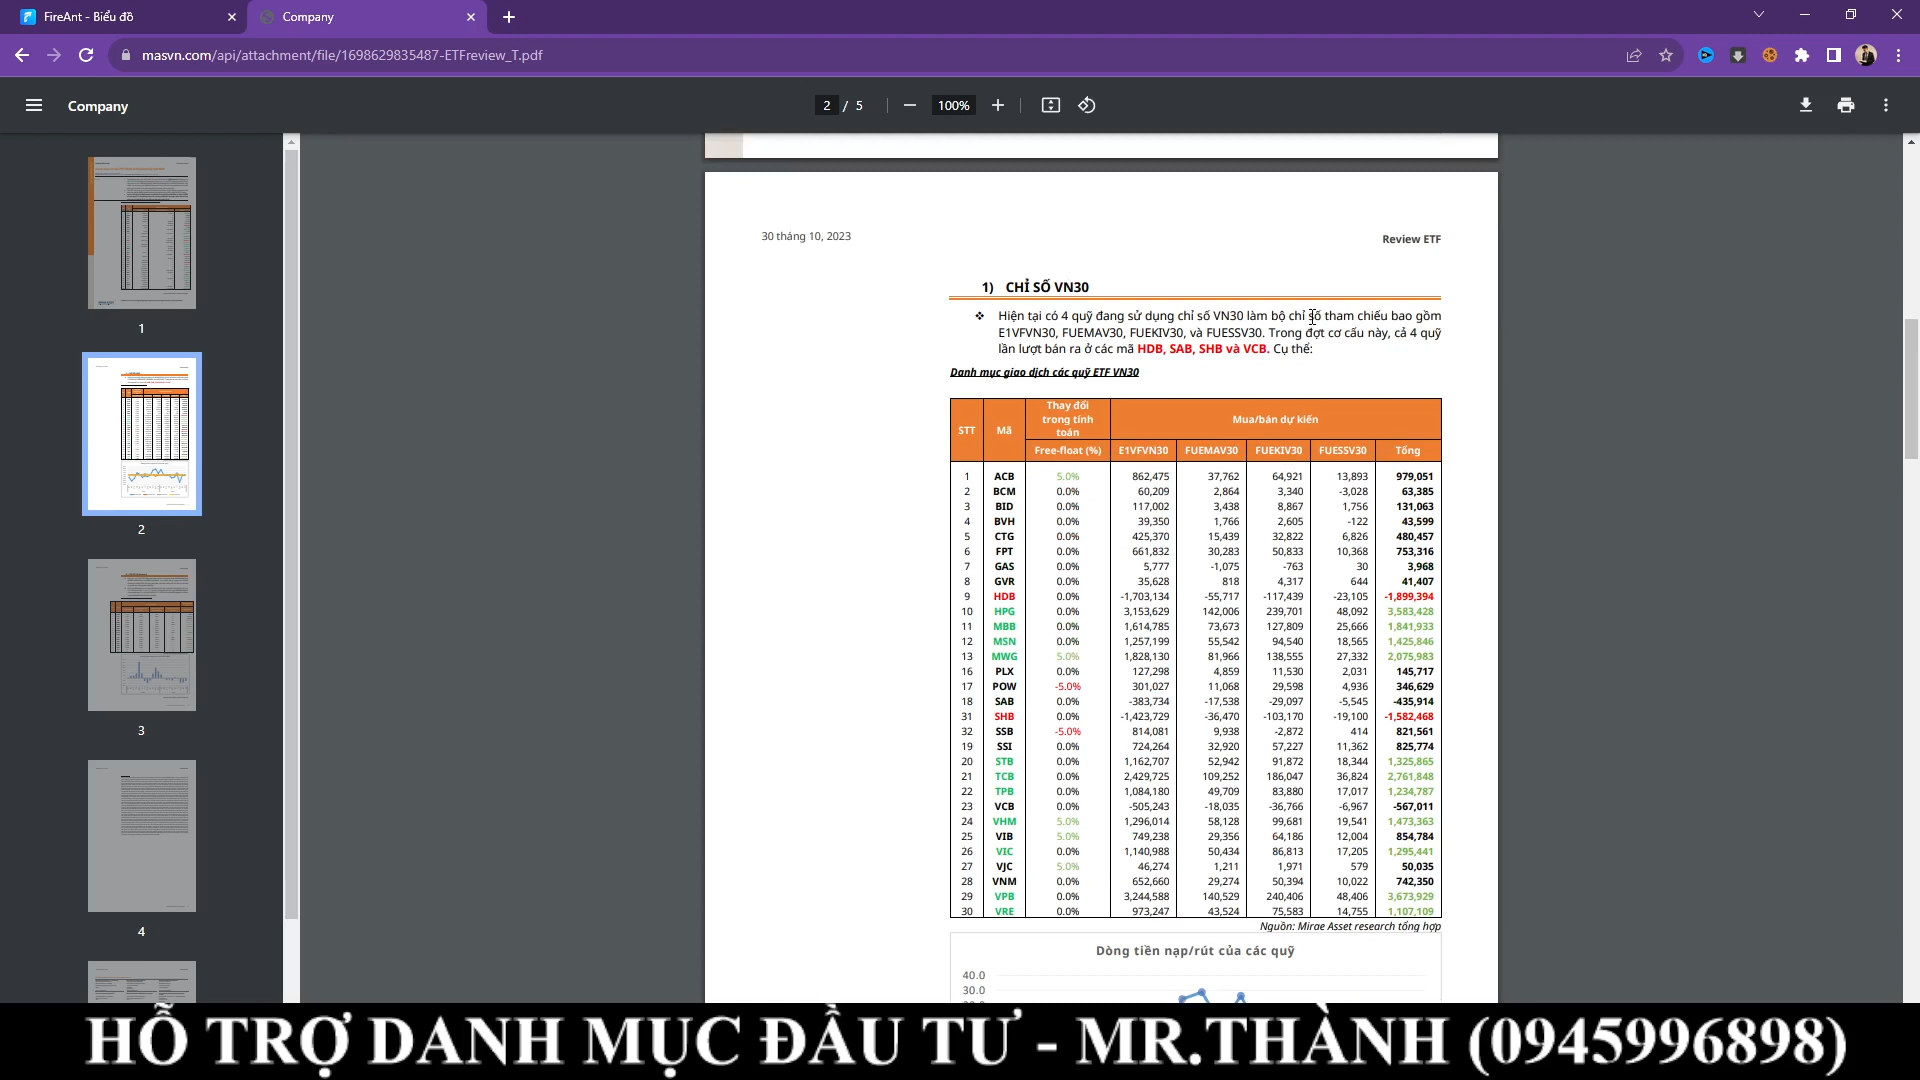 FireAnt - Biểu đồ
Company
masvn.com/api/attachment/file/1698629835487-ETFreview_T.pdf
Company
2 / 5
100%
1
2
3
4
30 tháng 10, 2023
Review ETF
1) CHỈ SỐ VN30
❖ Hiện tại có 4 quỹ đang sử dụng chỉ số VN30 làm bộ chỉ số tham chiếu bao gồm
E1VFVN30, FUEMAV30, FUEKIV30, và FUESSV30. Trong đợt cơ cấu này, cả 4 quỹ
lần lượt bán ra ở các mã HDB, SAB, SHB và VCB. Cụ thể:
Danh mục giao dịch các quỹ ETF VN30
STT Mã Thay đổi trong tính toán Mua/bán dự kiến
Free-float (%) E1VFVN30 FUEMAV30 FUEKIV30 FUESSV30 Tổng
1 ACB 5.0% 862,475 37,762 64,921 13,893 979,051
2 BCM 0.0% 60,209 2,864 3,340 -3,028 63,385
3 BID 0.0% 117,002 3,438 8,867 1,756 131,063
4 BVH 0.0% 39,350 1,766 2,605 -122 43,599
5 CTG 0.0% 425,370 15,439 32,822 6,826 480,457
6 FPT 0.0% 661,832 30,283 50,833 10,368 753,316
7 GAS 0.0% 5,777 -1,075 -763 30 3,968
8 GVR 0.0% 35,628 818 4,317 644 41,407
9 HDB 0.0% -1,703,134 -55,717 -117,439 -23,105 -1,899,394
10 HPG 0.0% 3,153,629 142,006 239,701 48,092 3,583,428
11 MBB 0.0% 1,614,785 73,673 127,809 25,666 1,841,933
12 MSN 0.0% 1,257,199 55,542 94,540 18,565 1,425,846
13 MWG 5.0% 1,828,130 81,966 138,555 27,332 2,075,983
16 PLX 0.0% 127,298 4,859 11,530 2,031 145,717
17 POW -5.0% 301,027 11,068 29,598 4,936 346,629
18 SAB 0.0% -383,734 -17,538 -29,097 -5,545 -435,914
31 SHB 0.0% -1,423,729 -36,470 -103,170 -19,100 -1,582,468
32 SSB -5.0% 814,081 9,938 -2,872 414 821,561
19 SSI 0.0% 724,264 32,920 57,227 11,362 825,774
20 STB 0.0% 1,162,707 52,942 91,872 18,344 1,325,865
21 TCB 0.0% 2,429,725 109,252 186,047 36,824 2,761,848
22 TPB 0.0% 1,084,180 49,709 83,880 17,017 1,234,787
23 VCB 0.0% -505,243 -18,035 -36,766 -6,967 -567,011
24 VHM 5.0% 1,296,014 58,128 99,681 19,541 1,473,363
25 VIB 5.0% 749,238 29,356 64,186 12,004 854,784
26 VIC 0.0% 1,140,988 50,434 86,813 17,205 1,295,441
27 VJC 5.0% 46,274 1,211 1,971 579 50,035
28 VNM 0.0% 652,660 29,274 50,394 10,022 742,350
29 VPB 0.0% 3,244,588 140,529 240,406 48,406 3,673,929
30 VRE 0.0% 973,247 43,524 75,583 14,755 1,107,109
Nguồn: Mirae Asset research tổng hợp
Dòng tiền nạp/rút của các quỹ
40.0
30.0
HỖ TRỢ DANH MỤC ĐẦU TƯ - MR.THÀNH (0945996898)